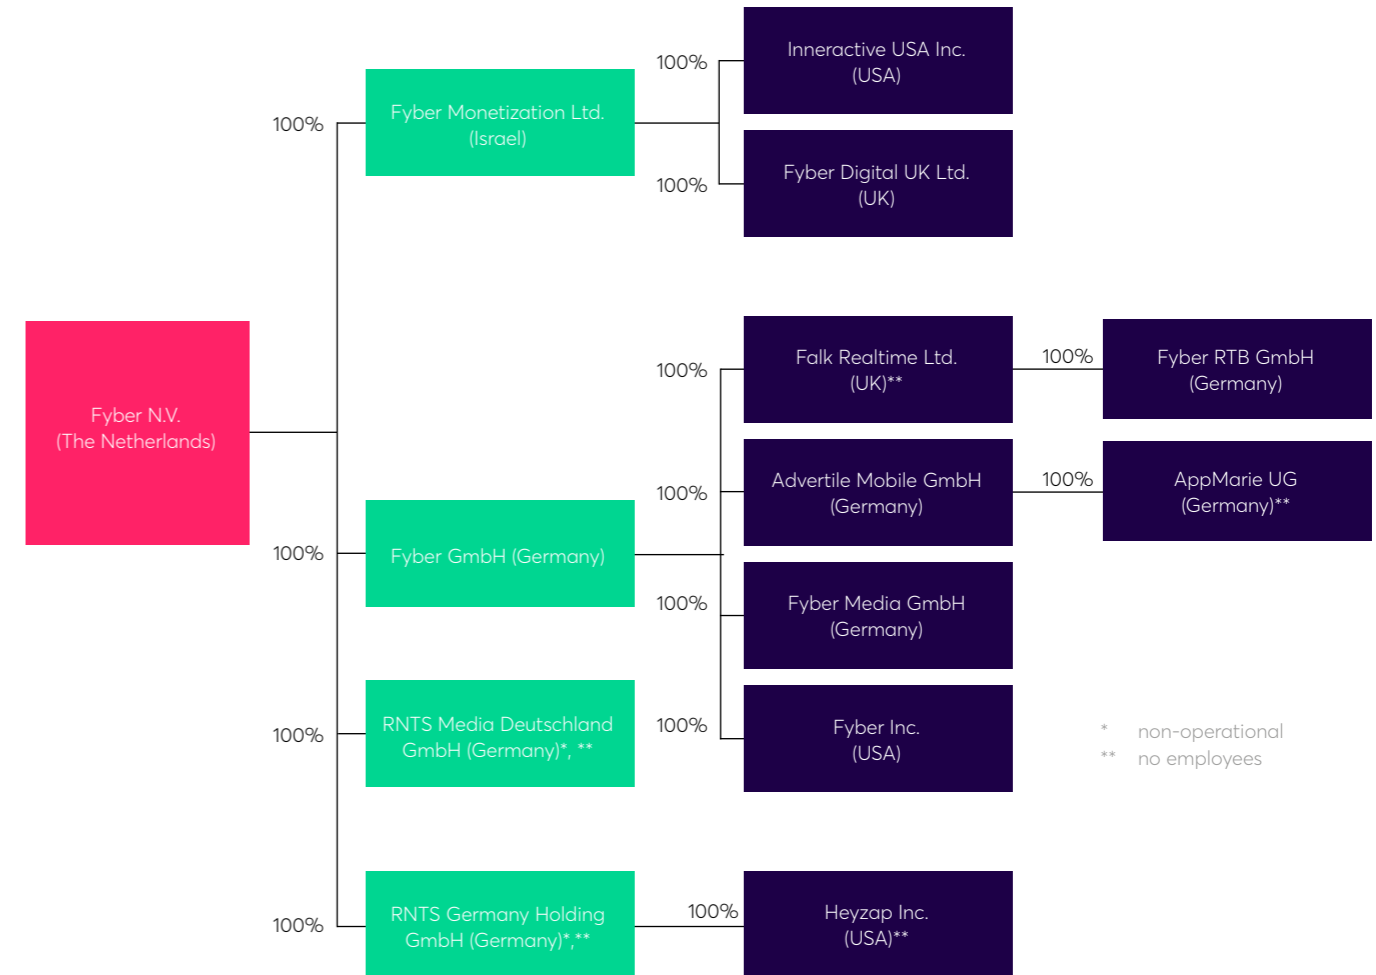 Inneractive USA Inc.
(USA)
100%
Fyber Monetization Ltd.
(Israel)
100%
100%
Fyber Digital UK Ltd.
(UK)
100%
Fyber N.V.
(The Netherlands)
Falk Realtime Ltd.
(UK)**
100%
100%
Fyber RTB GmbH
(Germany)
Advertile Mobile GmbH
(Germany)
100%
100%
AppMarie UG
(Germany)**
100%
Fyber GmbH (Germany)
100%
Fyber Media GmbH
(Germany)
100%
RNTS Media Deutschland
GmbH (Germany)*, **
100%
Fyber Inc.
(USA)
* non-operational
** no employees
100%
RNTS Germany Holding
GmbH (Germany)*,**
100%
Heyzap Inc.
(USA)**